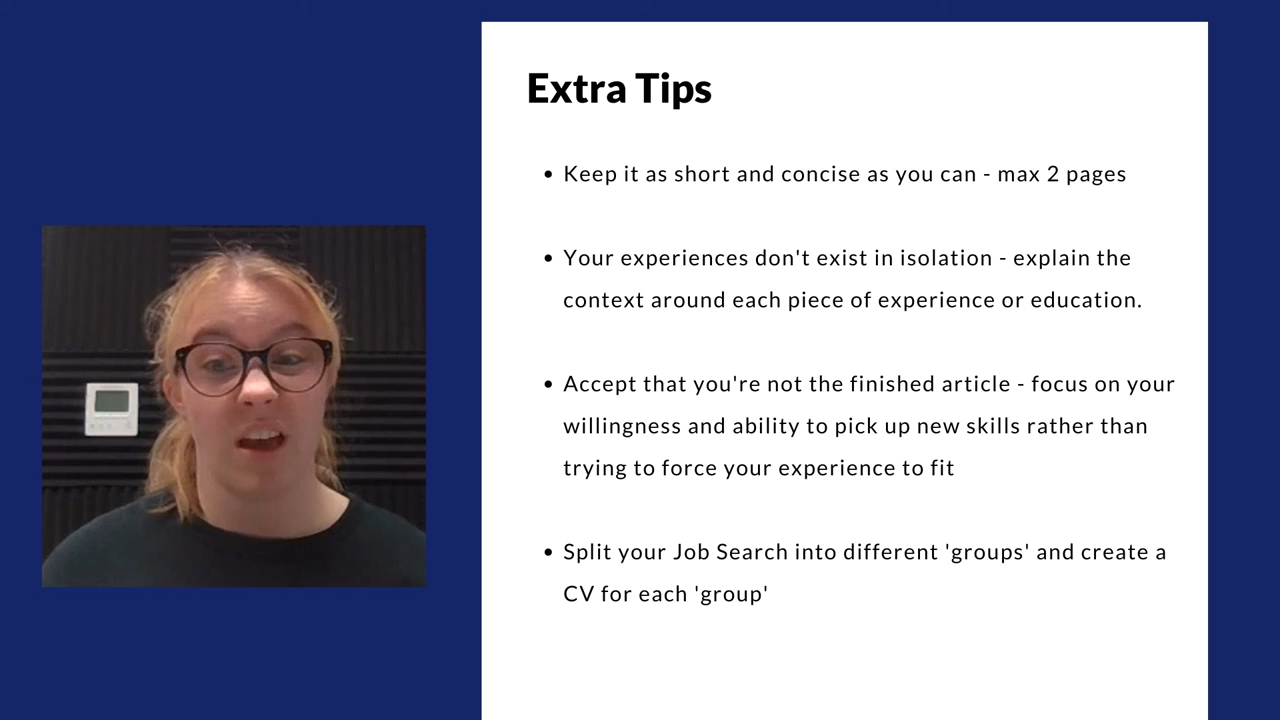 Extra Tips
• Keep it as short and concise as you can - max 2 pages
• Your experiences don't exist in isolation - explain the
context around each piece of experience or education.
• Accept that you're not the finished article - focus on your
willingness and ability to pick up new skills rather than
trying to force your experience to fit
• Split your Job Search into different 'groups' and create a
CV for each 'group'